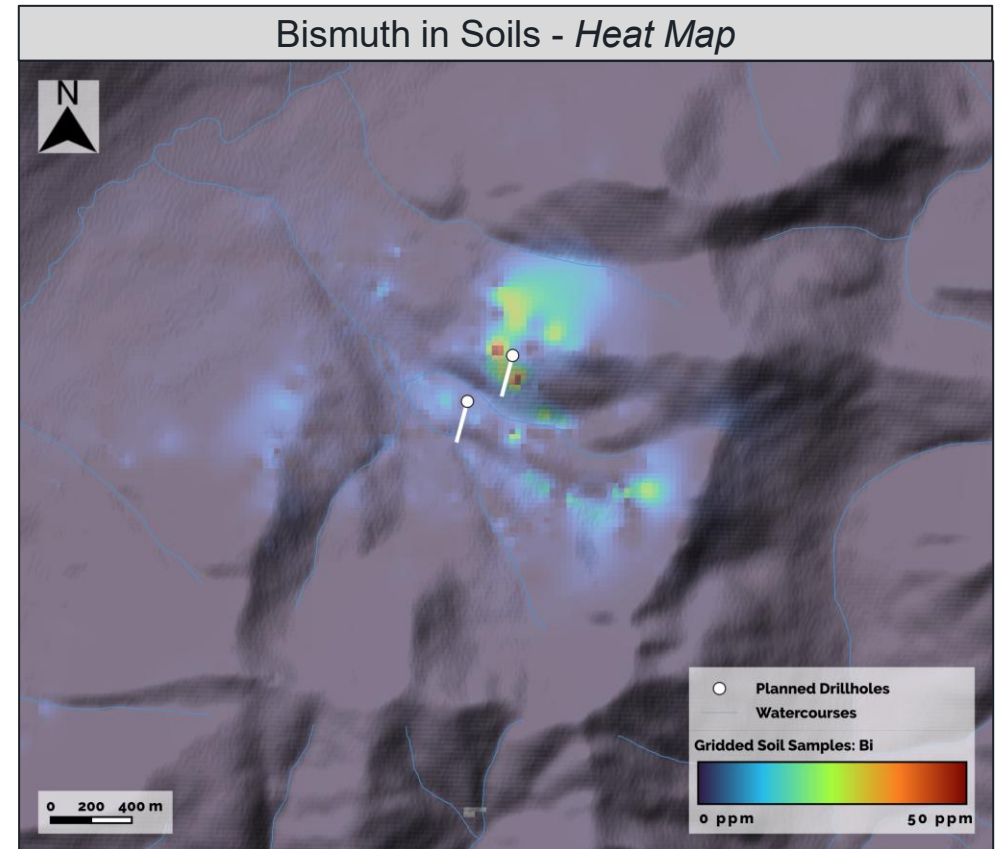 Bismuth in Soils - Heat Map
N
Planned Drillholes
Watercourses
Gridded Soil Samples: Bi
0 ppm 50 ppm
0 200 400 m